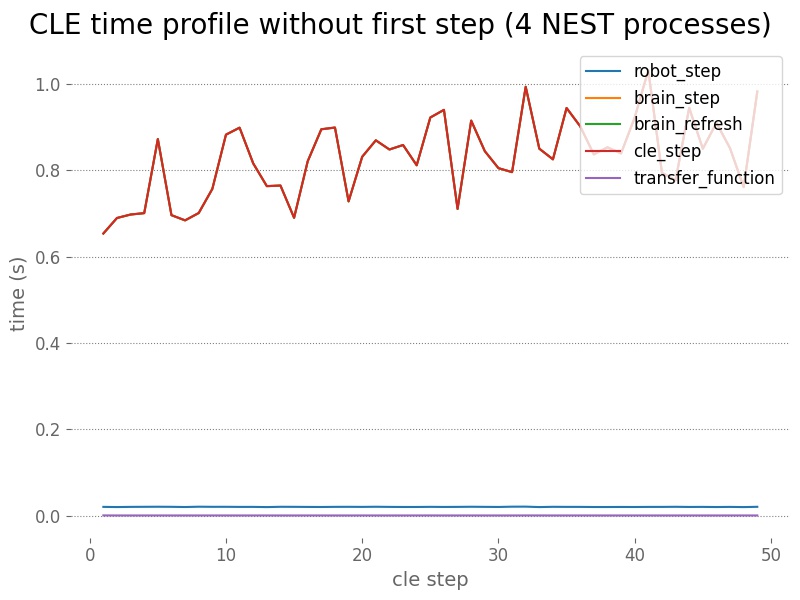 CLE time profile without first step (4 NEST processes)
robot_step
brain_step
brain_refresh
cle_step
transfer_function
1.0
0.8
0.6
0.4
0.2
0.0
time (s)
0 10 20 30 40 50
cle step